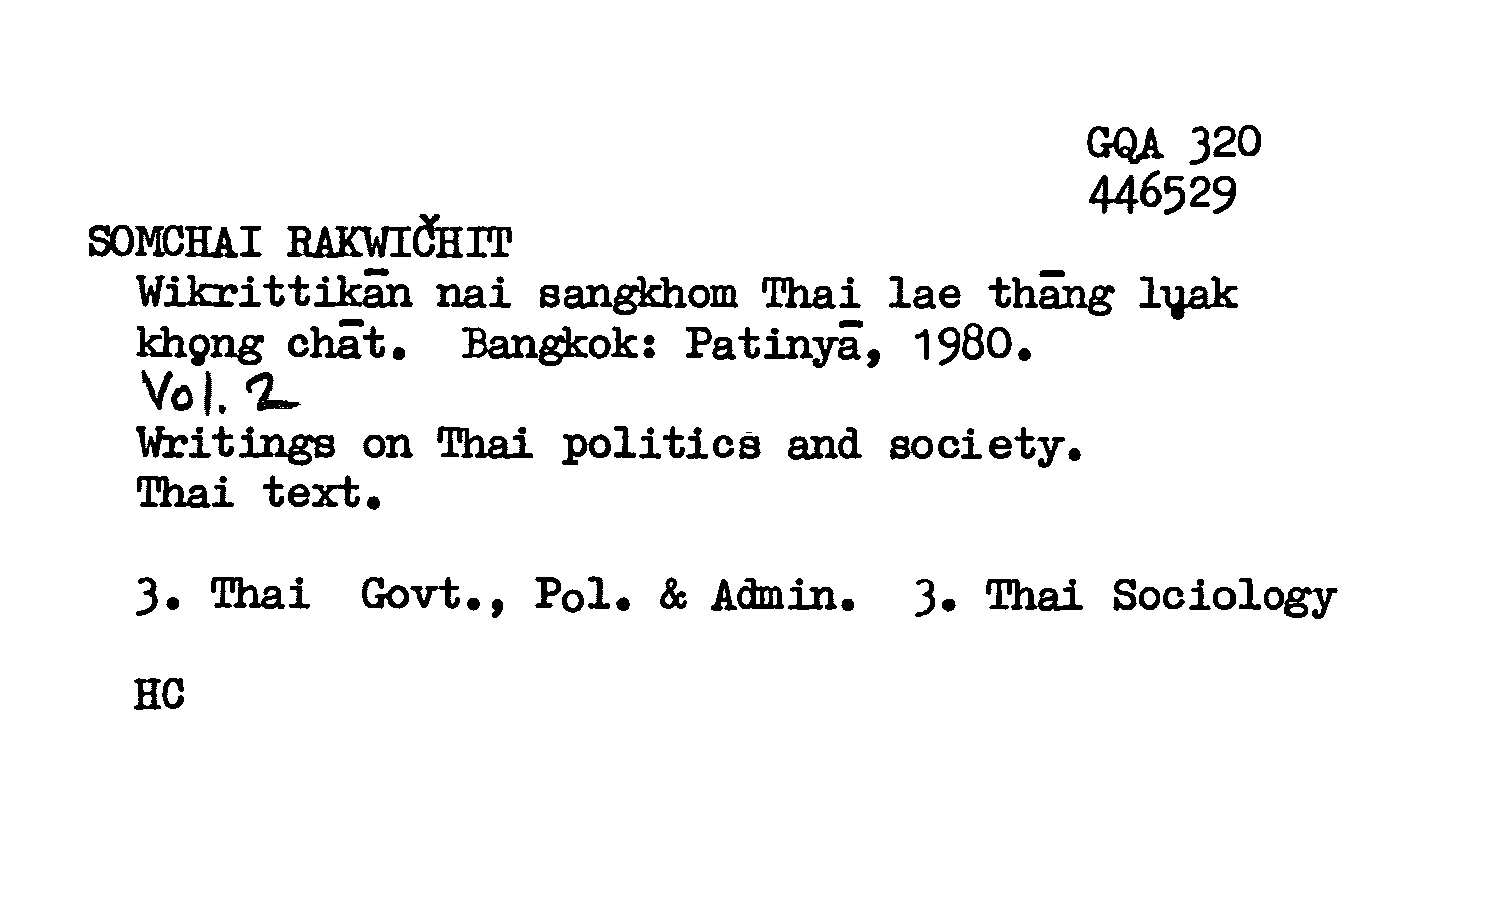 GQA 320
446529
SOMCHAI RAKWIČHIT
Wikrittikān nai sangkhom Thai lae thāng lụak
khǫng chāt. Bangkok: Patinyā, 1980.
Vol. 2
Writings on Thai politics and society.
Thai text.
3. Thai Govt., Pol. & Admin. 3. Thai Sociology
HC